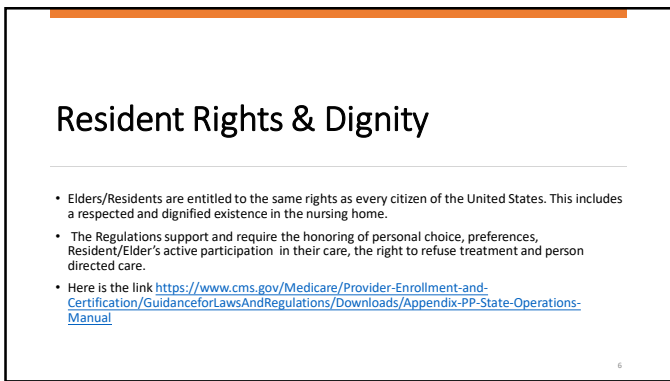 Resident Rights & Dignity
• Elders/Residents are entitled to the same rights as every citizen of the United States. This includes
a respected and dignified existence in the nursing home.
• The Regulations support and require the honoring of personal choice, preferences,
Resident/Elder's active participation in their care, the right to refuse treatment and person
directed care.
• Here is the link https://www.cms.gov/Medicare/Provider-Enrollment-and-
Certification/GuidanceforLawsAndRegulations/Downloads/Appendix-PP-State-Operations-
Manual
6